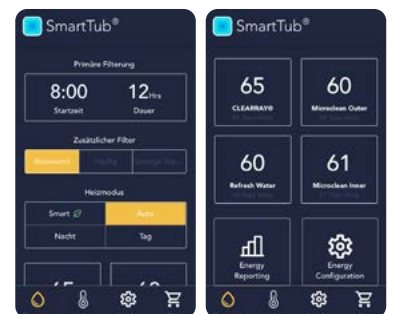 SmartTub®
Primäre Filterung
8:00
Startzeit
12Hrs
Dauer
Zusätzlicher Filter
Heizmodus
Smart
Auto
Nacht
Tag
SmartTub®
65
CLEARRAY®
60
Microclean Outer
60
Refresh Water
61
Microclean Inner
Energy
Reporting
Energy
Configuration